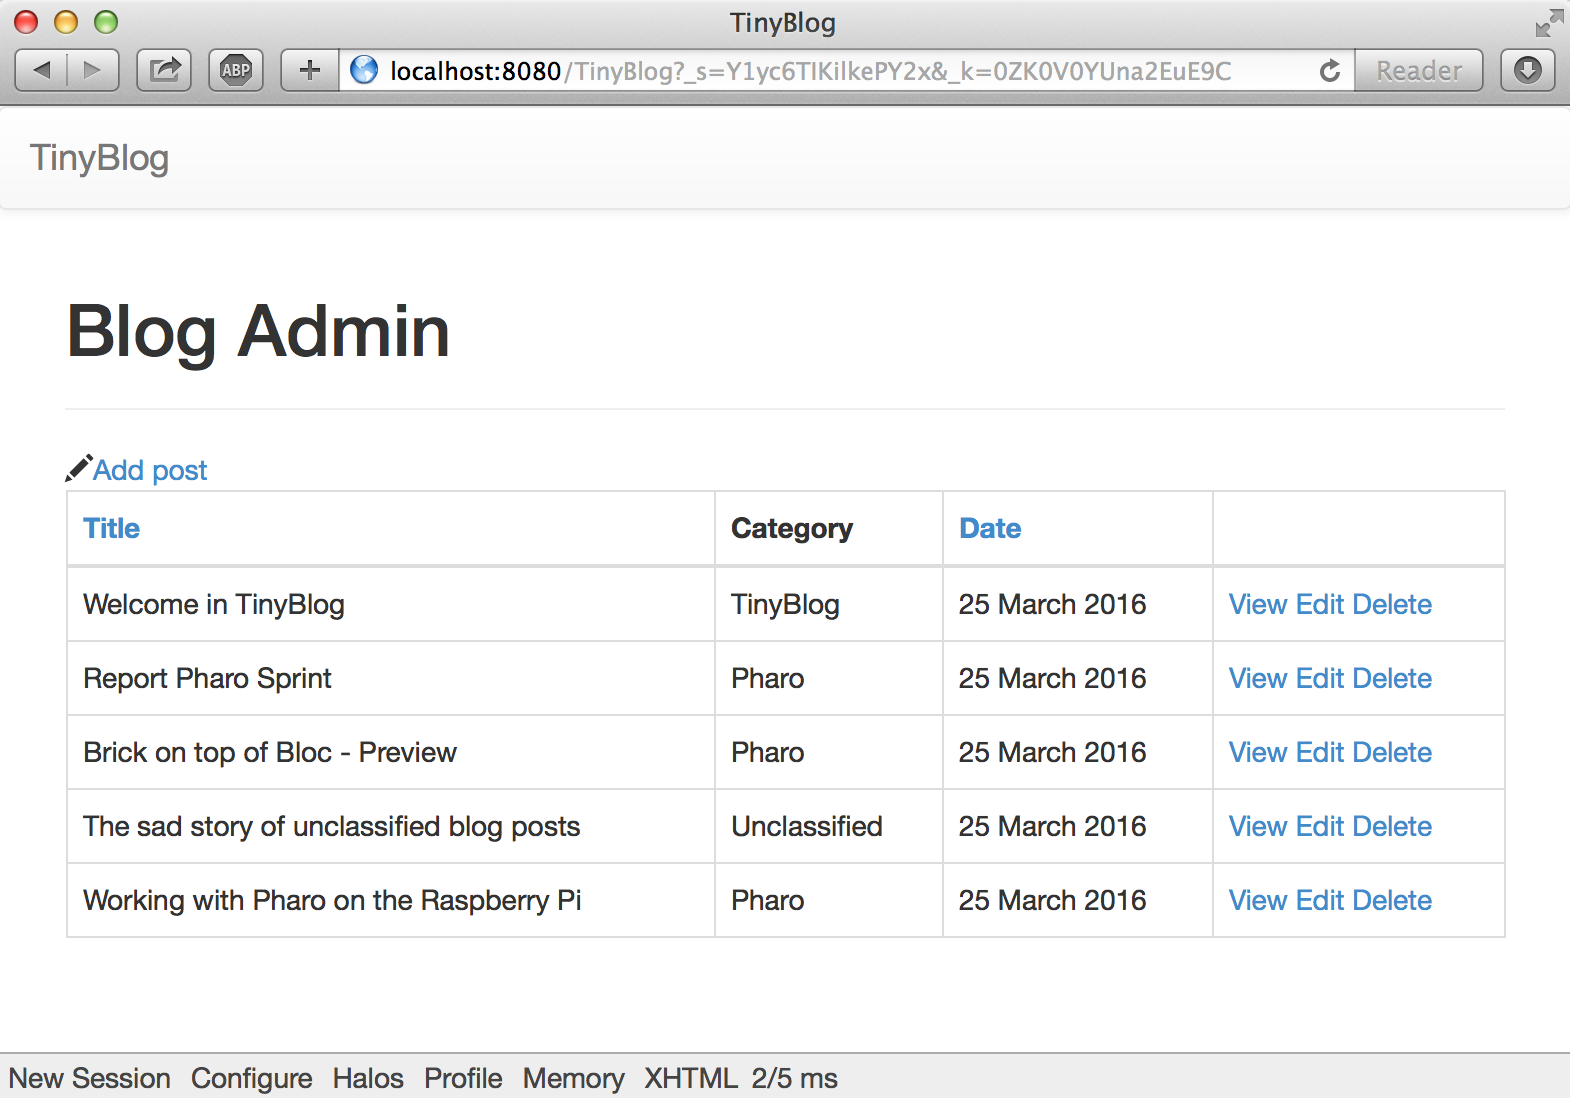 TinyBlog
ABP + localhost:8080/TinyBlog?_s=Y1yc6TIKilkePY2x&_k=0ZK0V0YUna2EuE9C Reader
TinyBlog
Blog Admin
Add post
Title Category Date
Welcome in TinyBlog TinyBlog 25 March 2016 View Edit Delete
Report Pharo Sprint Pharo 25 March 2016 View Edit Delete
Brick on top of Bloc - Preview Pharo 25 March 2016 View Edit Delete
The sad story of unclassified blog posts Unclassified 25 March 2016 View Edit Delete
Working with Pharo on the Raspberry Pi Pharo 25 March 2016 View Edit Delete
New Session Configure Halos Profile Memory XHTML 2/5 ms